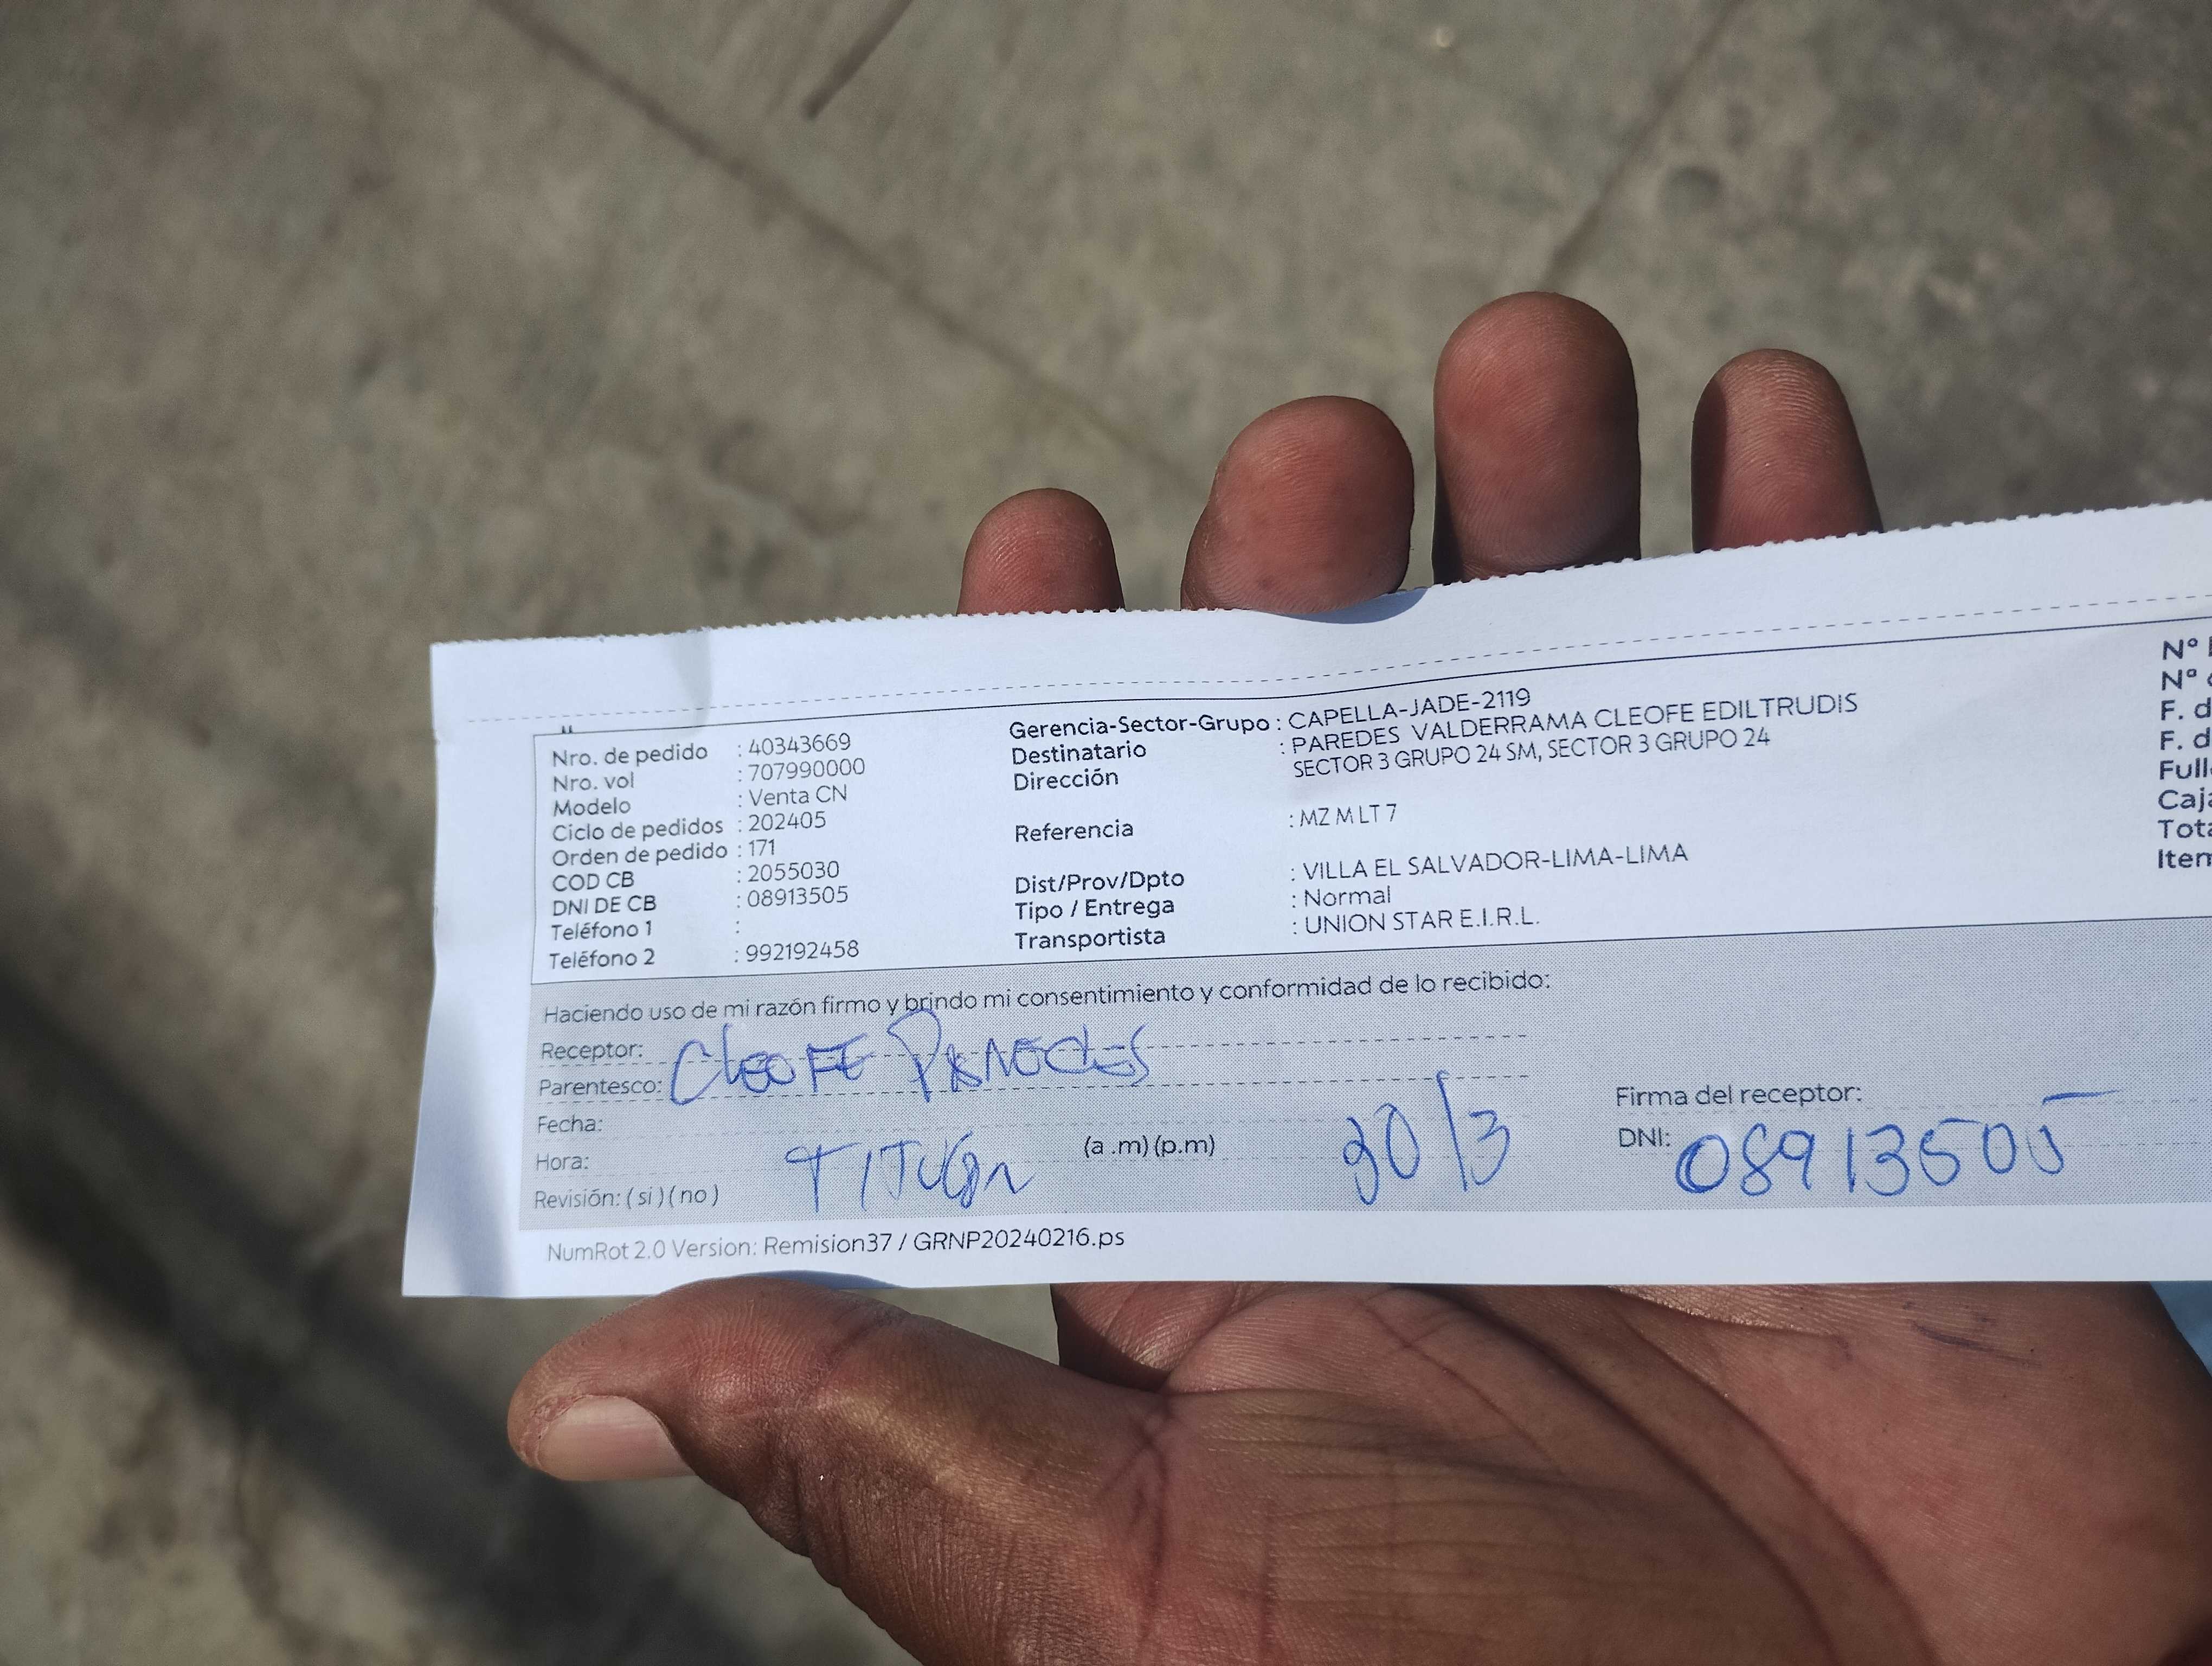 Nro. de pedido : 40343669
Nro. vol : 707990000
Modelo : Venta CN
Ciclo de pedidos : 202405
Orden de pedido : 171
COD CB : 2055030
DNI DE CB : 08913505
Teléfono 1 :
Teléfono 2 : 992192458
Gerencia-Sector-Grupo : CAPELLA-JADE-2119
Destinatario : PAREDES VALDERRAMA CLEOFE EDILTRUDIS
Dirección SECTOR 3 GRUPO 24 SM, SECTOR 3 GRUPO 24
Referencia : MZ M LT 7
Dist/Prov/Dpto : VILLA EL SALVADOR-LIMA-LIMA
Tipo / Entrega : Normal
Transportista : UNION STAR E.I.R.L.
Nº
Nº
F. d
F. d
Full
Caj
Tot
Item
Haciendo uso de mi razón firmo y brindo mi consentimiento y conformidad de lo recibido:
Receptor: CLEOFE PAREDES
Parentesco:
Fecha:
Hora: TITULAR (a .m) (p.m) 30/3
Revisión: ( si ) ( no )
Firma del receptor:
DNI: 08913505
NumRot 2.0 Version: Remision37 / GRNP20240216.ps